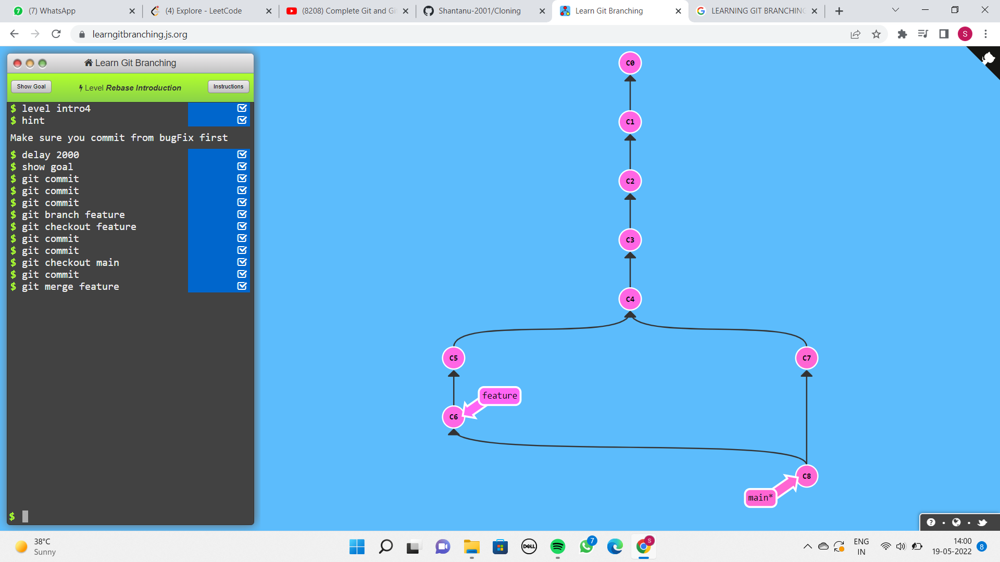 (7) WhatsApp
(4) Explore - LeetCode
(8208) Complete Git and Gi
Shantanu-2001/Cloning
Learn Git Branching
LEARNING GIT BRANCHING
learngitbranching.js.org
S
Learn Git Branching
Show Goal
Level Rebase Introduction
Instructions
$ level intro4
$ hint
Make sure you commit from bugFix first
$ delay 2000
$ show goal
$ git commit
$ git commit
$ git commit
$ git branch feature
$ git checkout feature
$ git commit
$ git commit
$ git checkout main
$ git commit
$ git merge feature
$
C0
C1
C2
C3
C4
C5
C7
feature
C6
C8
main*
?
38°C
Sunny
DELL
7
S
ENG
IN
14:00
19-05-2022
8